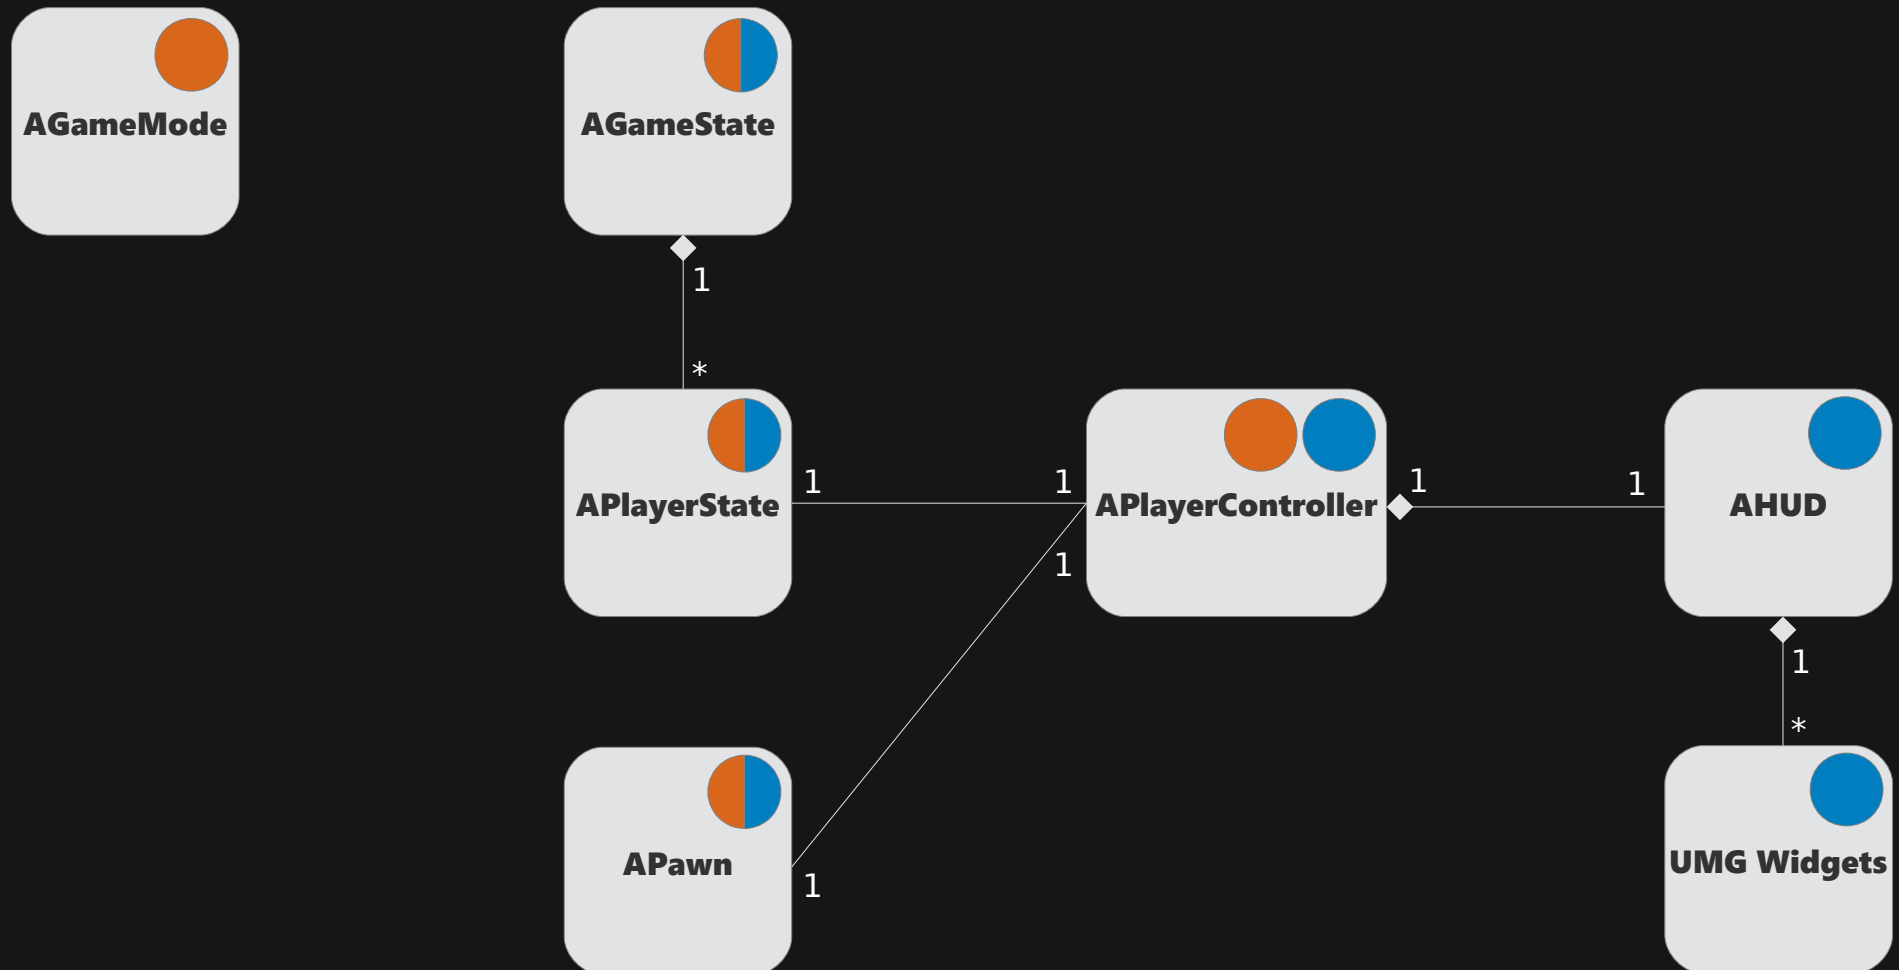 AGameMode
AGameState
1
*
APlayerState
1
1
APlayerController
1
1
AHUD
1
1
*
APawn
1
UMG Widgets